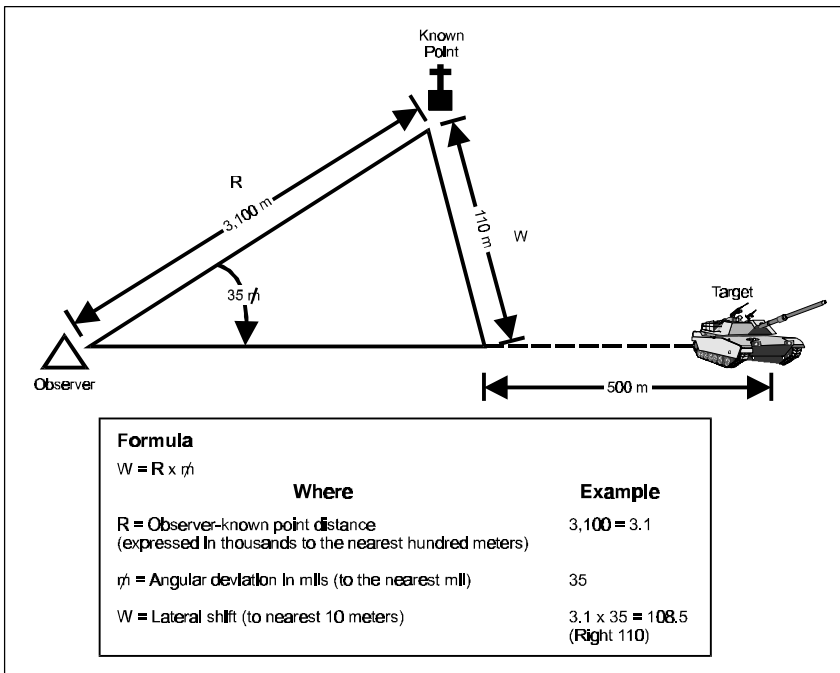 Known
Point
R
3,100 m
110 m
W
35 m̸
Target
Observer
500 m
Formula
W = R x m̸
Where
Example
R = Observer-known point distance
(expressed in thousands to the nearest hundred meters)
3,100 = 3.1
m̸ = Angular deviation in mils (to the nearest mil)
35
W = Lateral shift (to nearest 10 meters)
3.1 x 35 = 108.5
(Right 110)